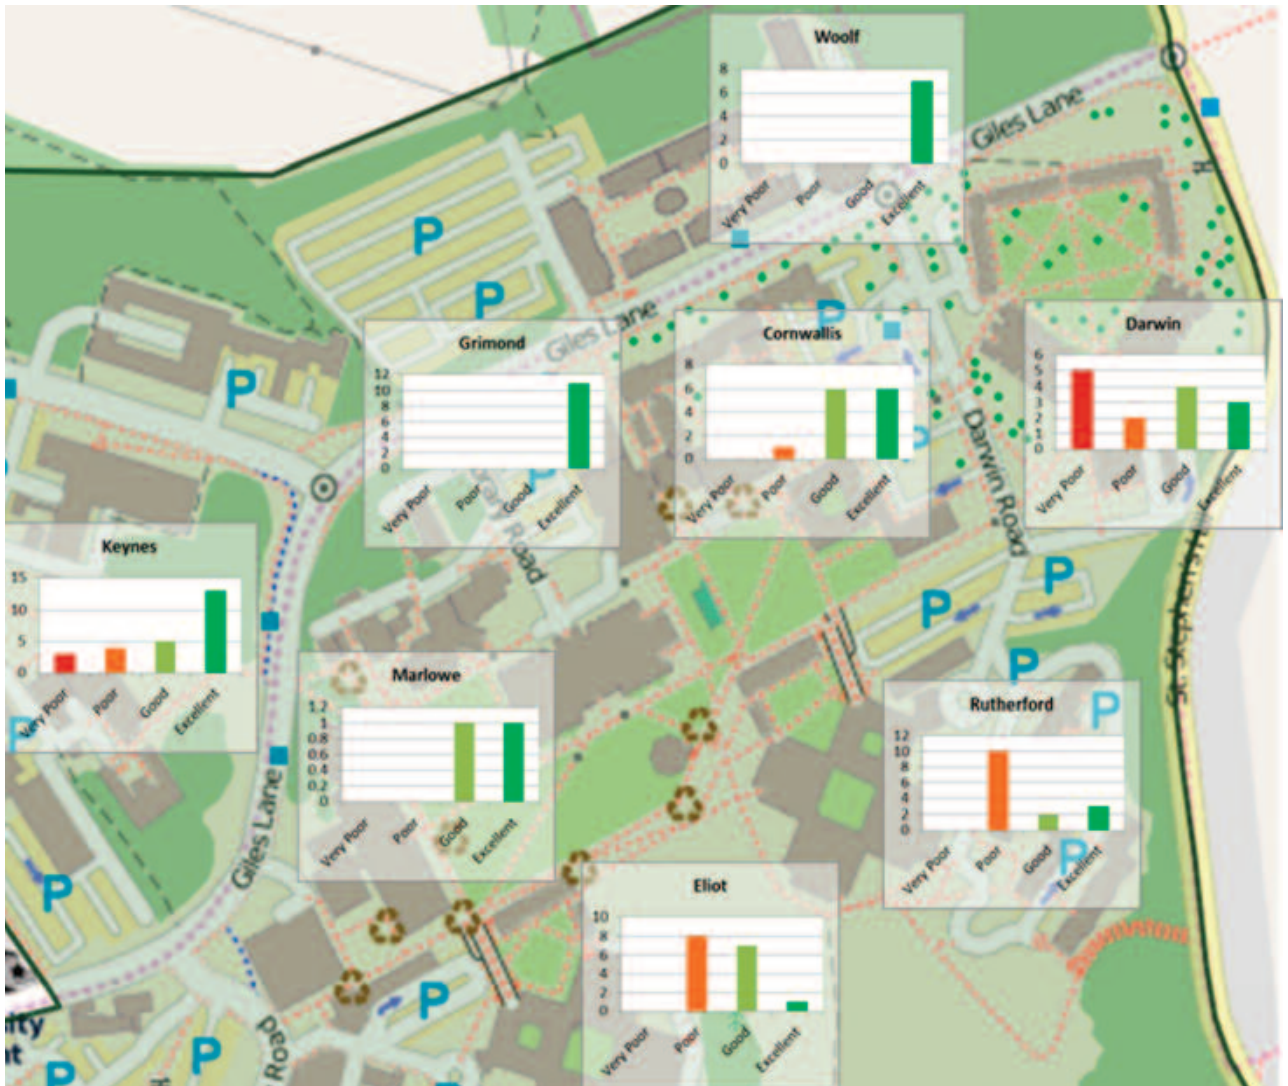 Woolf
8
6
4
2
0
Very Poor
Poor
Good
Excellent
Giles Lane
P
P
Giles Lane
P
Grimond
12
10
8
6
4
2
0
Very Poor
Poor
Good
Excellent
Cornwallis
8
6
4
2
0
Very Poor
Poor
Good
Excellent
Darwin
6
5
4
3
2
1
0
Very Poor
Poor
Good
Excellent
P
P
P
Darwin Road
Road
Keynes
15
10
5
0
Very Poor
Poor
Good
Excellent
P
P
P
P
P
Marlowe
1.2
1
0.8
0.6
0.4
0.2
0
Very Poor
Poor
Good
Excellent
Rutherford
12
10
8
6
4
2
0
Very Poor
Poor
Good
Excellent
P
Giles Lane
P
Eliot
10
8
6
4
2
0
Very Poor
Poor
Good
Excellent
P
Road
P
P
ity
t